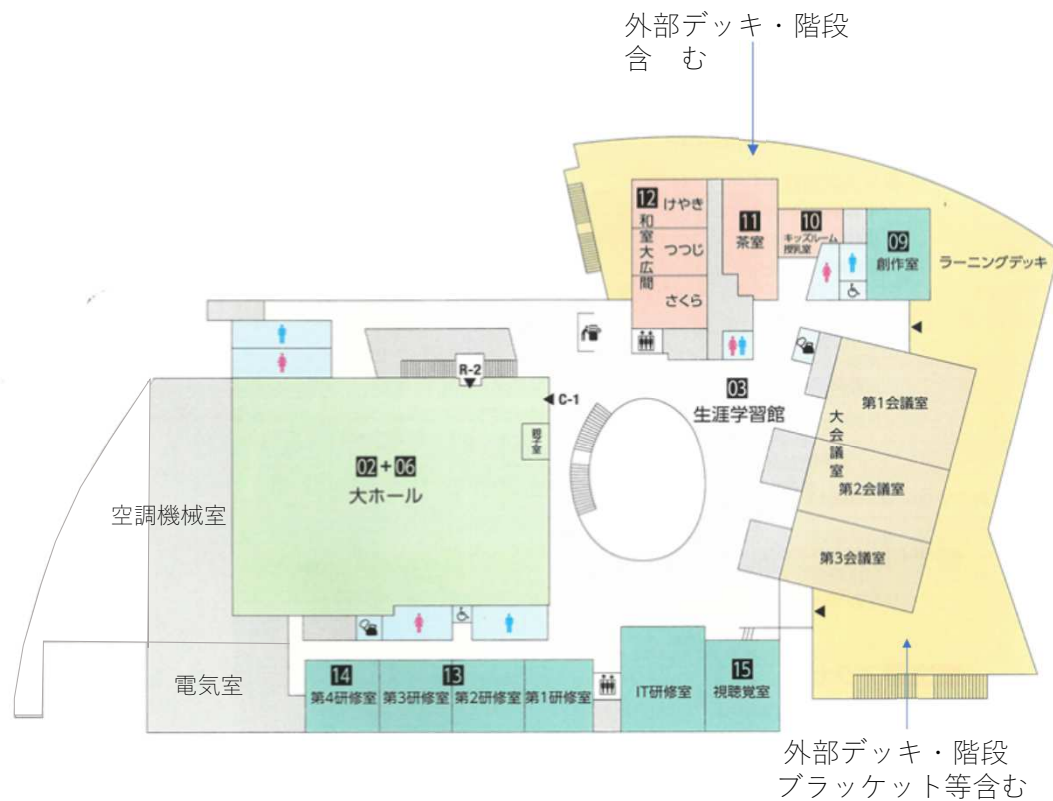 外部デッキ・階段
含　む
12
和室大広間
けやき
つつじ
さくら
11
茶室
10
キッズルーム
授乳室
09
創作室
ラーニングデッキ
R-2
C-1
03
生涯学習館
親子室
02+06
大ホール
大会議室
第1会議室
第2会議室
第3会議室
空調機械室
電気室
14
第4研修室
13
第3研修室
第2研修室
第1研修室
IT研修室
15
視聴覚室
外部デッキ・階段
ブラッケット等含む